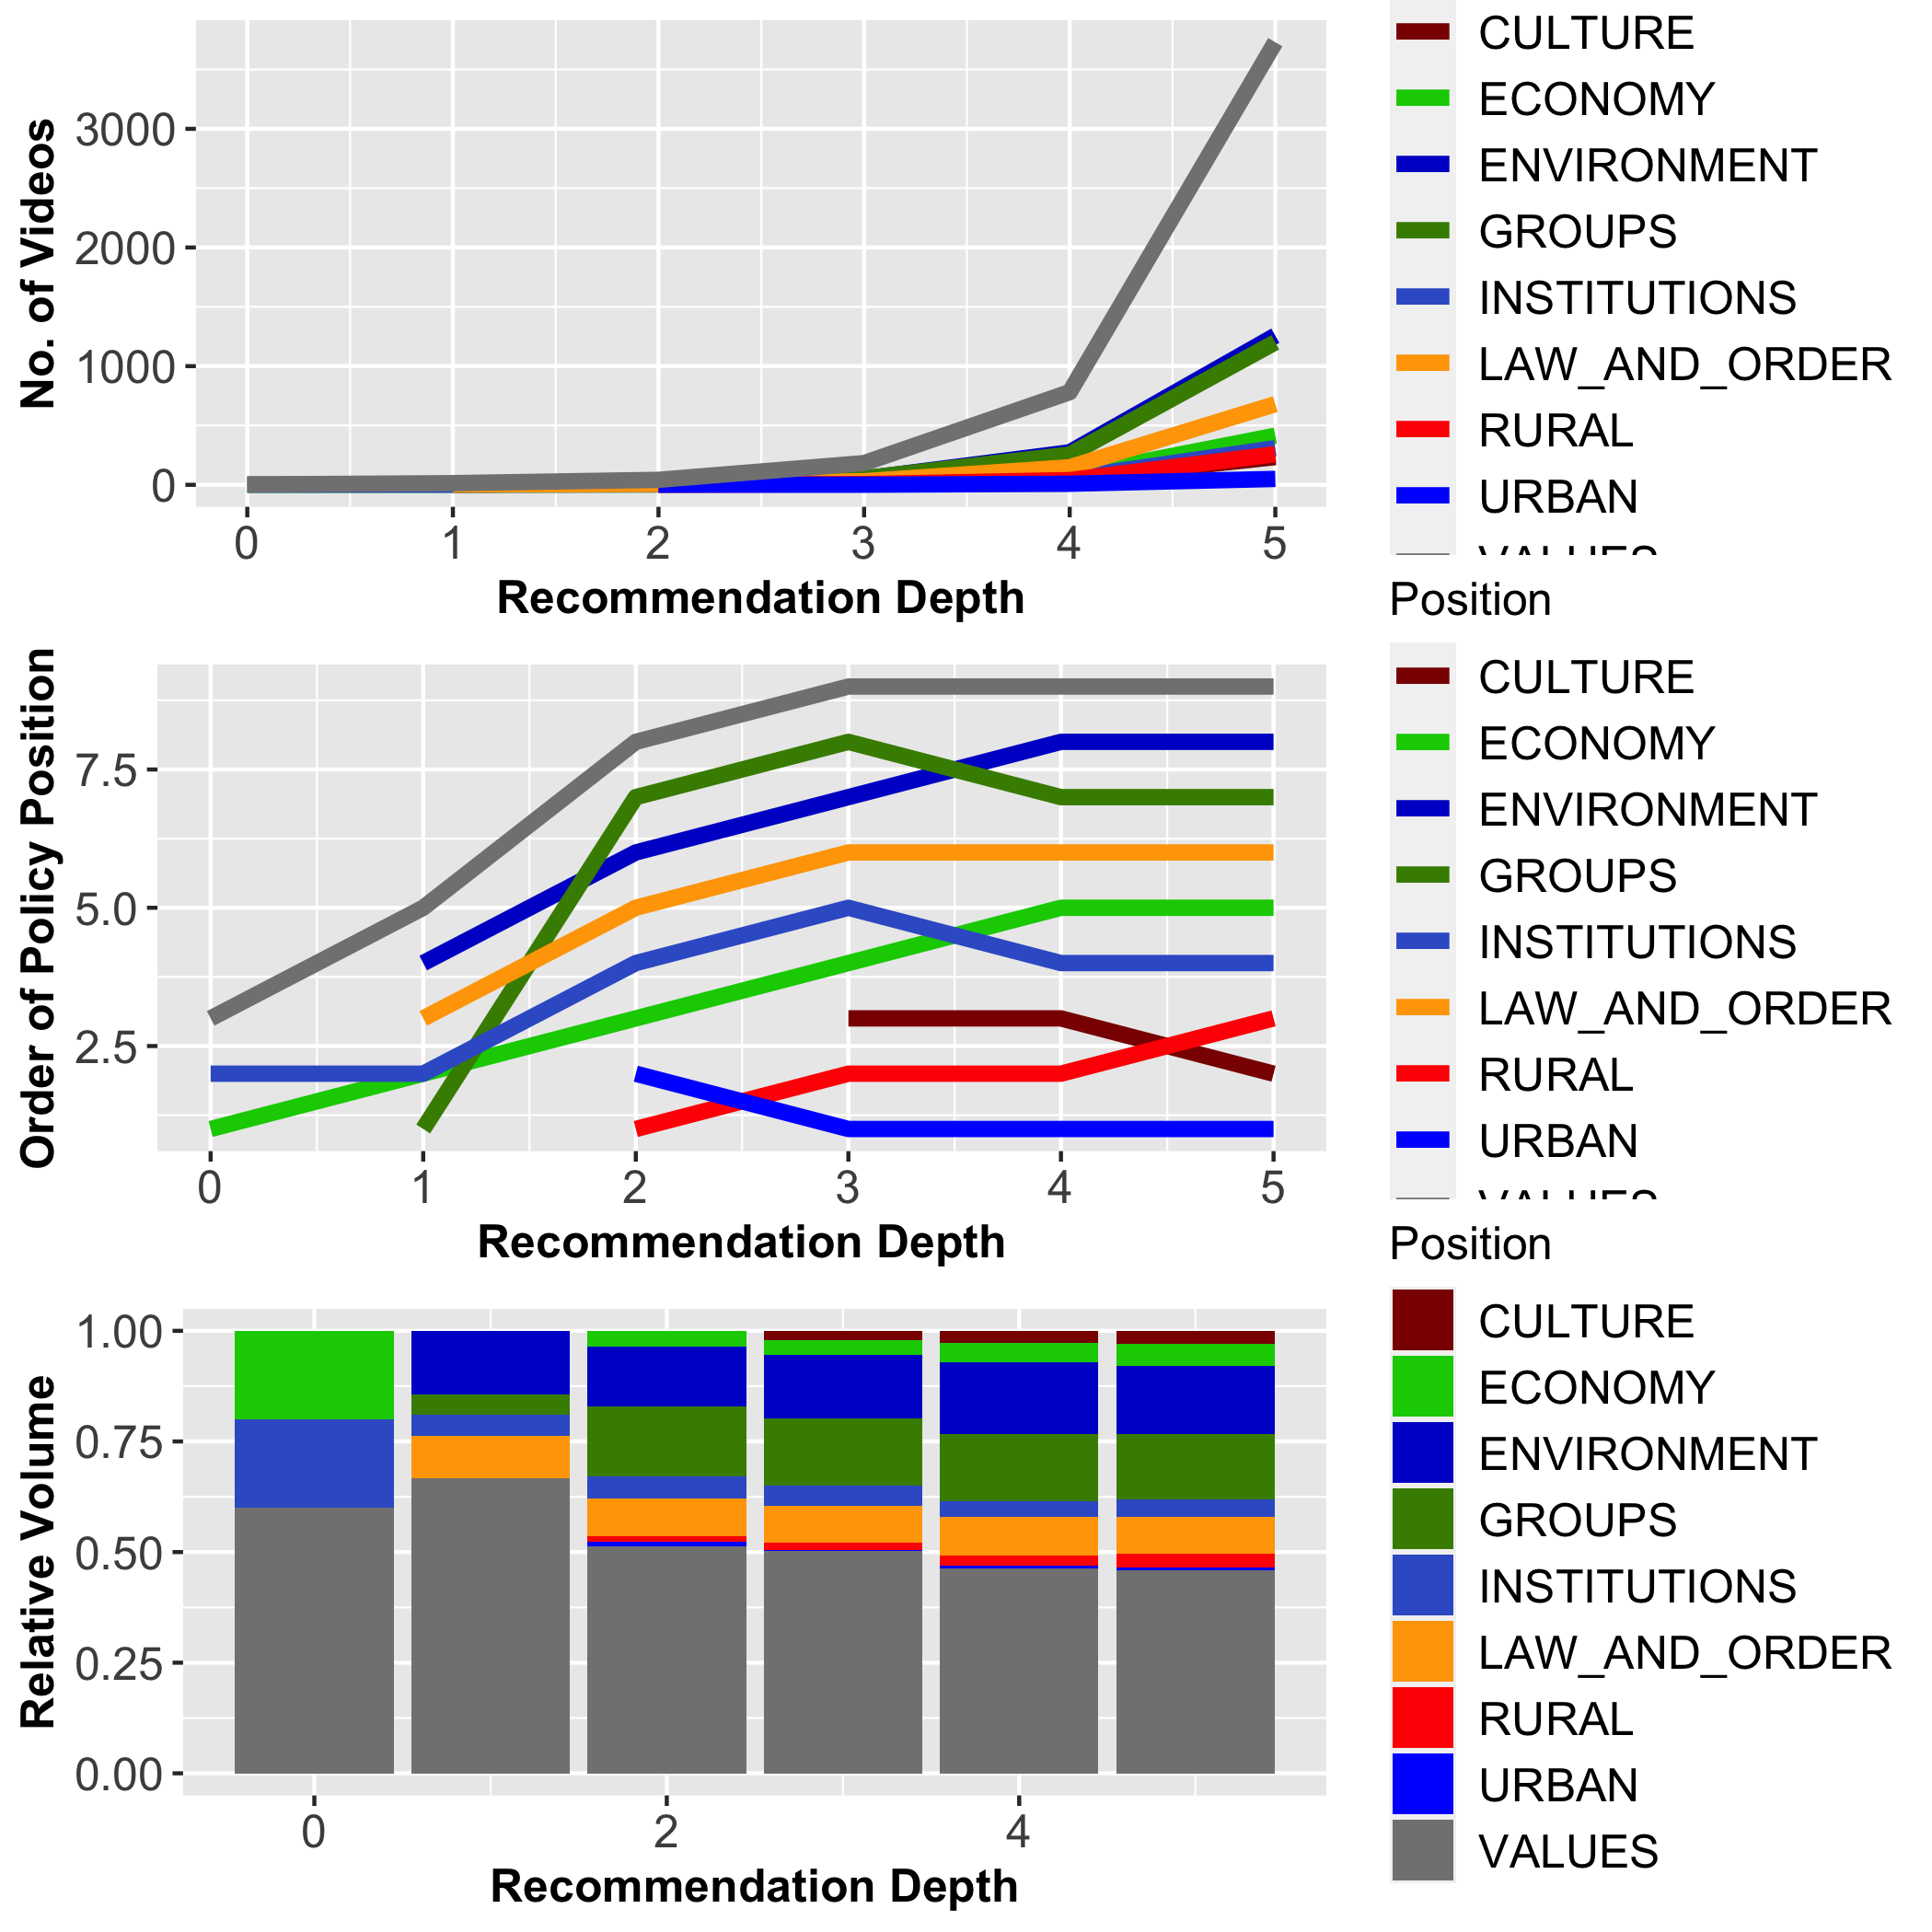 No. of Videos
3000
2000
1000
0
0 1 2 3 4 5
Recommendation Depth
CULTURE
ECONOMY
ENVIRONMENT
GROUPS
INSTITUTIONS
LAW_AND_ORDER
RURAL
URBAN
VALUES
Order of Policy Position
7.5
5.0
2.5
0 1 2 3 4 5
Recommendation Depth
Position
CULTURE
ECONOMY
ENVIRONMENT
GROUPS
INSTITUTIONS
LAW_AND_ORDER
RURAL
URBAN
VALUES
Relative Volume
1.00
0.75
0.50
0.25
0.00
0 2 4
Recommendation Depth
Position
CULTURE
ECONOMY
ENVIRONMENT
GROUPS
INSTITUTIONS
LAW_AND_ORDER
RURAL
URBAN
VALUES